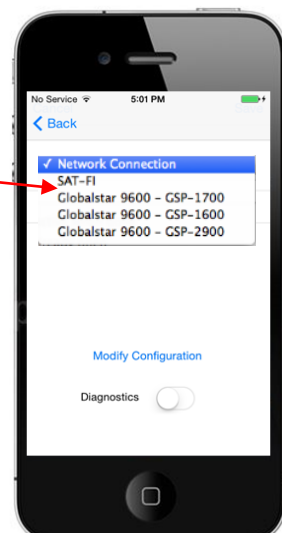 No Service 5:01 PM
Back
✓ Network Connection
SAT-FI
Globalstar 9600 - GSP-1700
Globalstar 9600 - GSP-1600
Globalstar 9600 - GSP-2900
Modify Configuration
Diagnostics